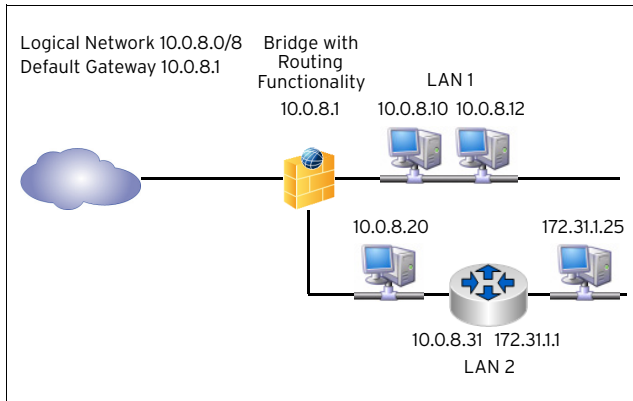 Logical Network 10.0.8.0/8
Default Gateway 10.0.8.1
Bridge with
Routing
Functionality
10.0.8.1
LAN 1
10.0.8.10 10.0.8.12
10.0.8.20
172.31.1.25
10.0.8.31 172.31.1.1
LAN 2